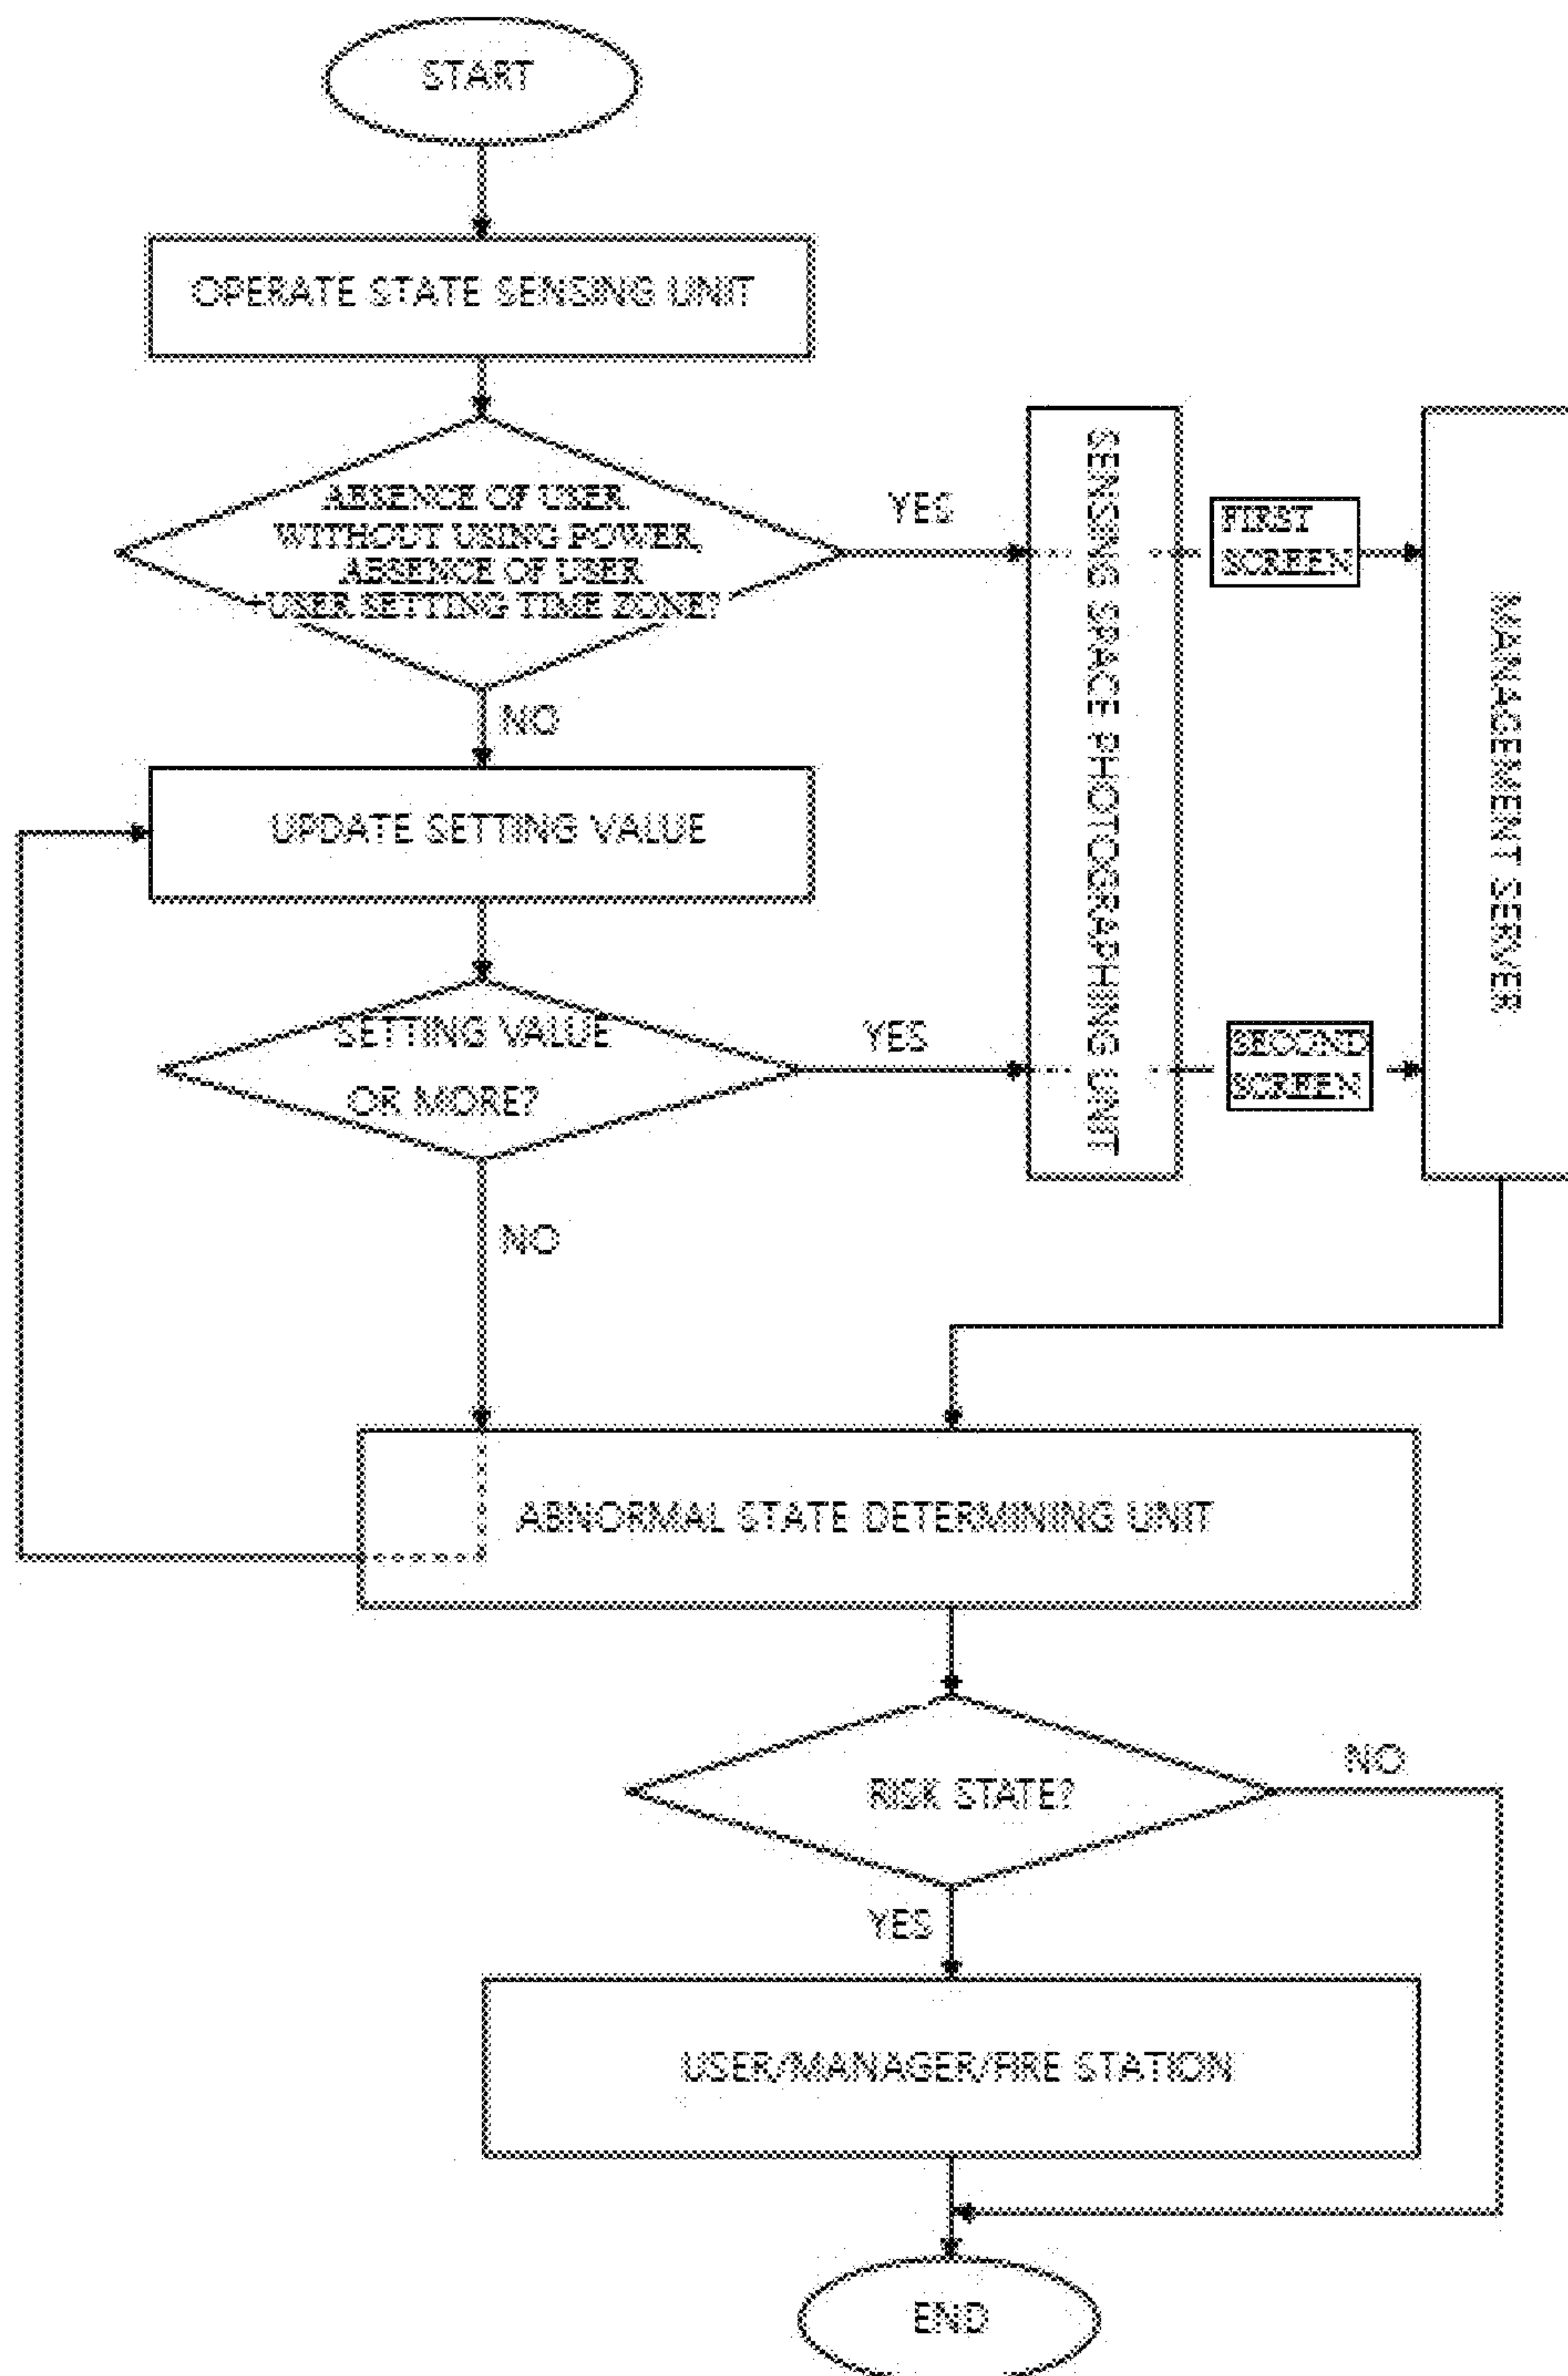 START
OPERATE STATE SENSING UNIT
ABSENCE OF USER
WITHOUT USING POWER,
ABSENCE OF USER
+USER SETTING TIME ZONE?
YES
NO
SENSING SPACE PHOTOGRAPHING UNIT
FIRST
SCREEN
MANAGEMENT SERVER
UPDATE SETTING VALUE
SETTING VALUE
OR MORE?
YES
SECOND
SCREEN
NO
ABNORMAL STATE DETERMINING UNIT
RISK STATE?
NO
YES
USER/MANAGER/FIRE STATION
END